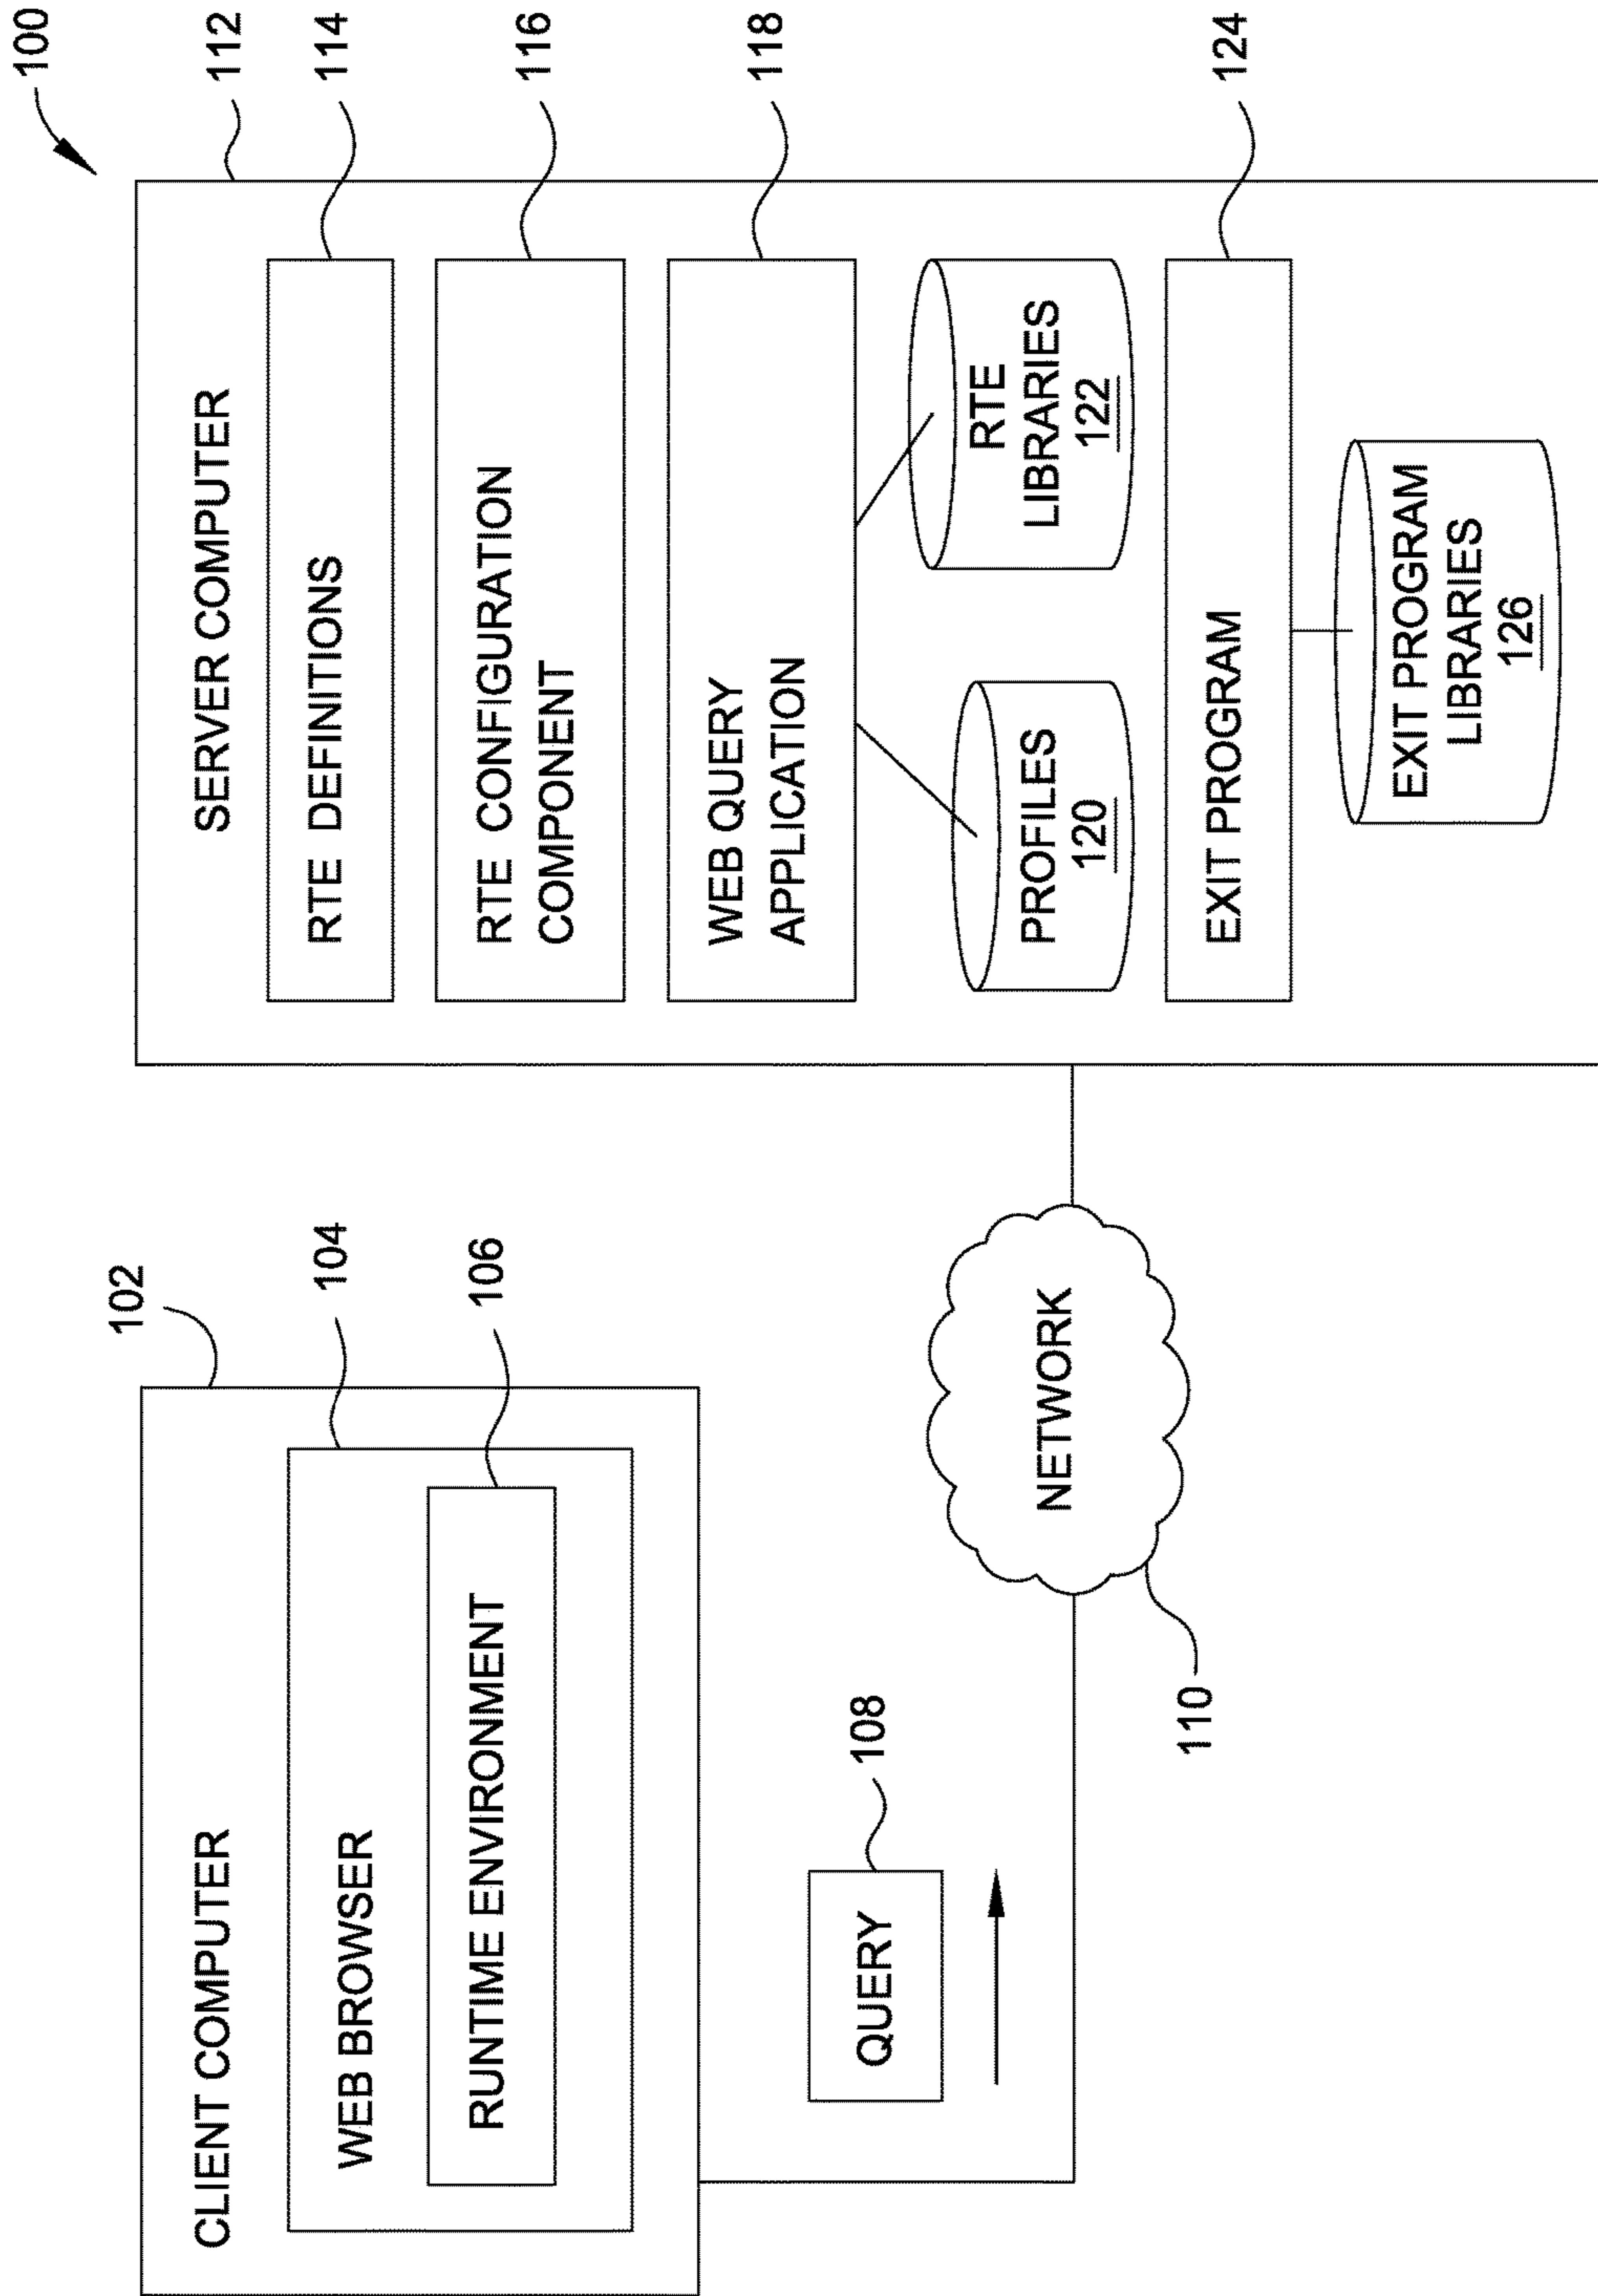 100
CLIENT COMPUTER
102
WEB BROWSER
104
RUNTIME ENVIRONMENT
106
QUERY
108
NETWORK
110
SERVER COMPUTER
112
RTE DEFINITIONS
114
RTE CONFIGURATION
COMPONENT
116
WEB QUERY
APPLICATION
118
PROFILES
120
RTE
LIBRARIES
122
EXIT PROGRAM
124
EXIT PROGRAM
LIBRARIES
126